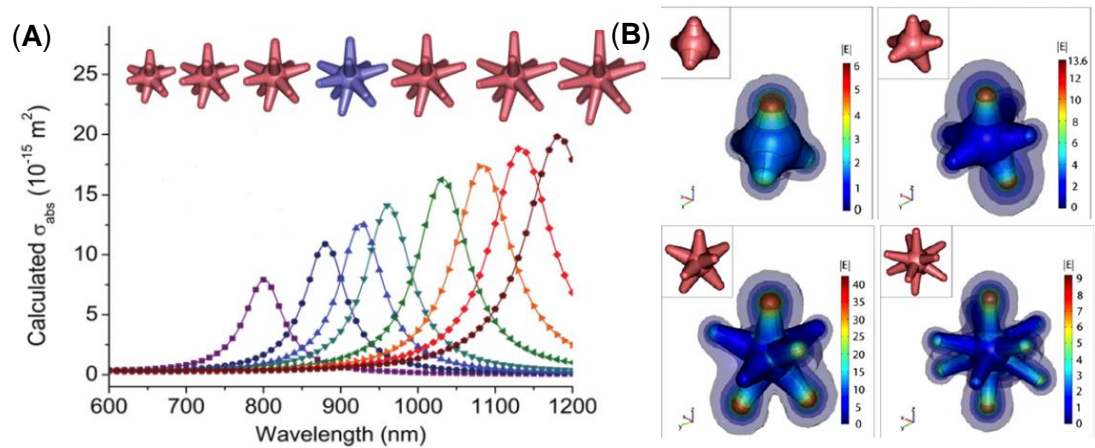 (A)
25
20
15
10
5
0
Calculated σabs (10⁻¹⁵ m²)
600 700 800 900 1000 1100 1200
Wavelength (nm)
(B)
|E|
6
5
4
3
2
1
0
z
x
y
|E|
13.6
12
10
8
6
4
2
0
z
x
y
|E|
40
35
30
25
20
15
10
5
0
z
x
y
|E|
9
8
7
6
5
4
3
2
1
0
z
x
y